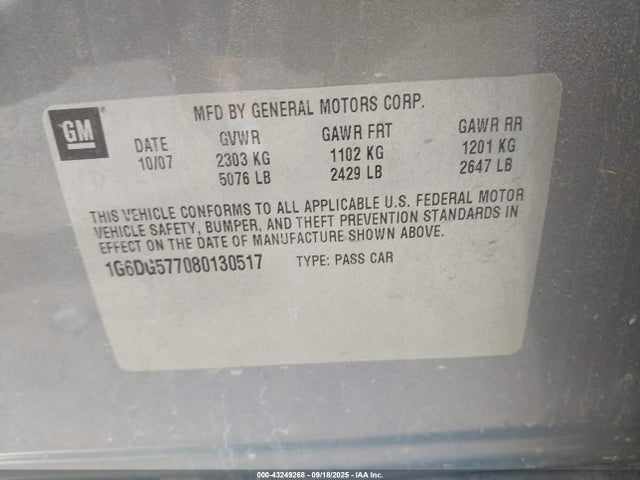 GM
MFD BY GENERAL MOTORS CORP.
DATE GVWR GAWR FRT GAWR RR
10/07 2303 KG 1102 KG 1201 KG
5076 LB 2429 LB 2647 LB
THIS VEHICLE CONFORMS TO ALL APPLICABLE U.S. FEDERAL MOTOR
VEHICLE SAFETY, BUMPER, AND THEFT PREVENTION STANDARDS IN
EFFECT ON THE DATE OF MANUFACTURE SHOWN ABOVE.
1G6DG577080130517 TYPE: PASS CAR
000-43249268 - 09/18/2025 - IAA Inc.